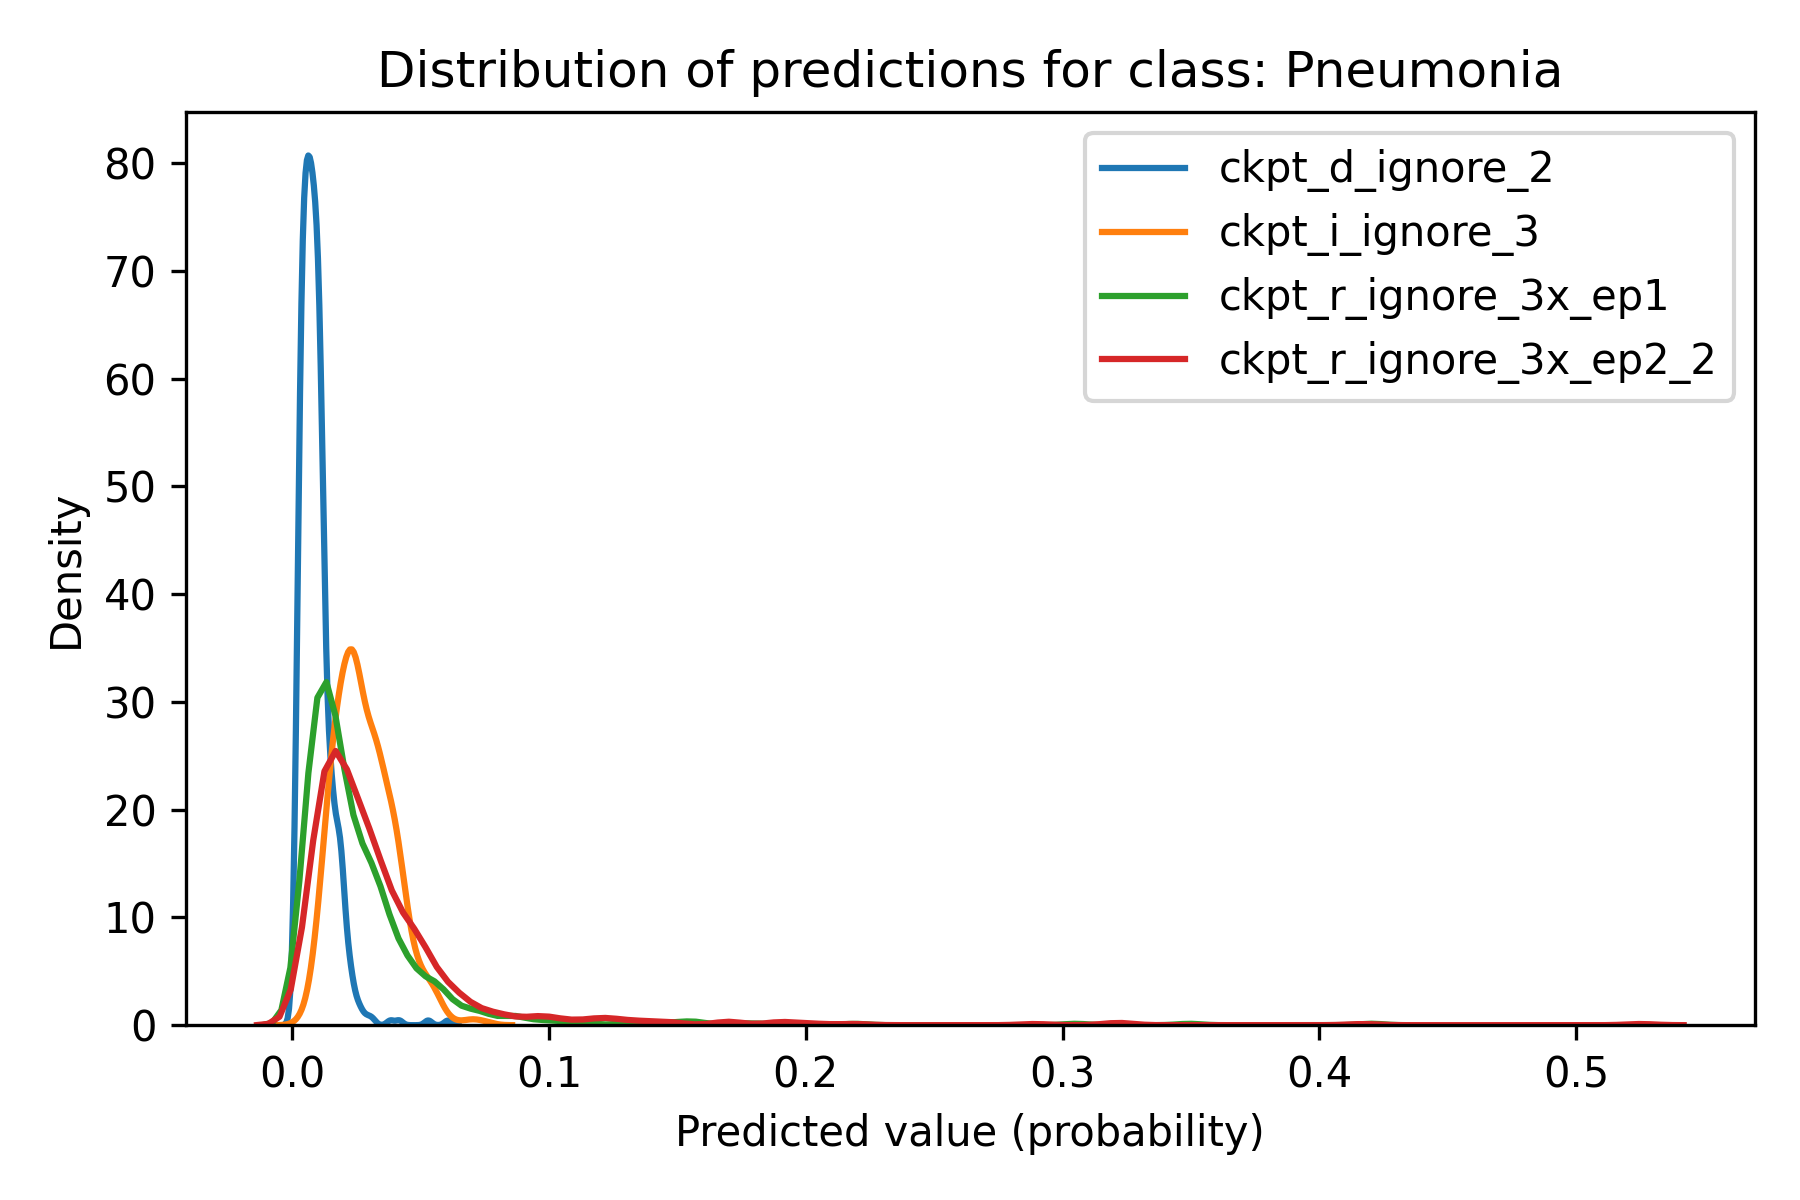 Distribution of predictions for class: Pneumonia
ckpt_d_ignore_2
ckpt_i_ignore_3
ckpt_r_ignore_3x_ep1
ckpt_r_ignore_3x_ep2_2
Density
80
70
60
50
40
30
20
10
0
0.0 0.1 0.2 0.3 0.4 0.5
Predicted value (probability)